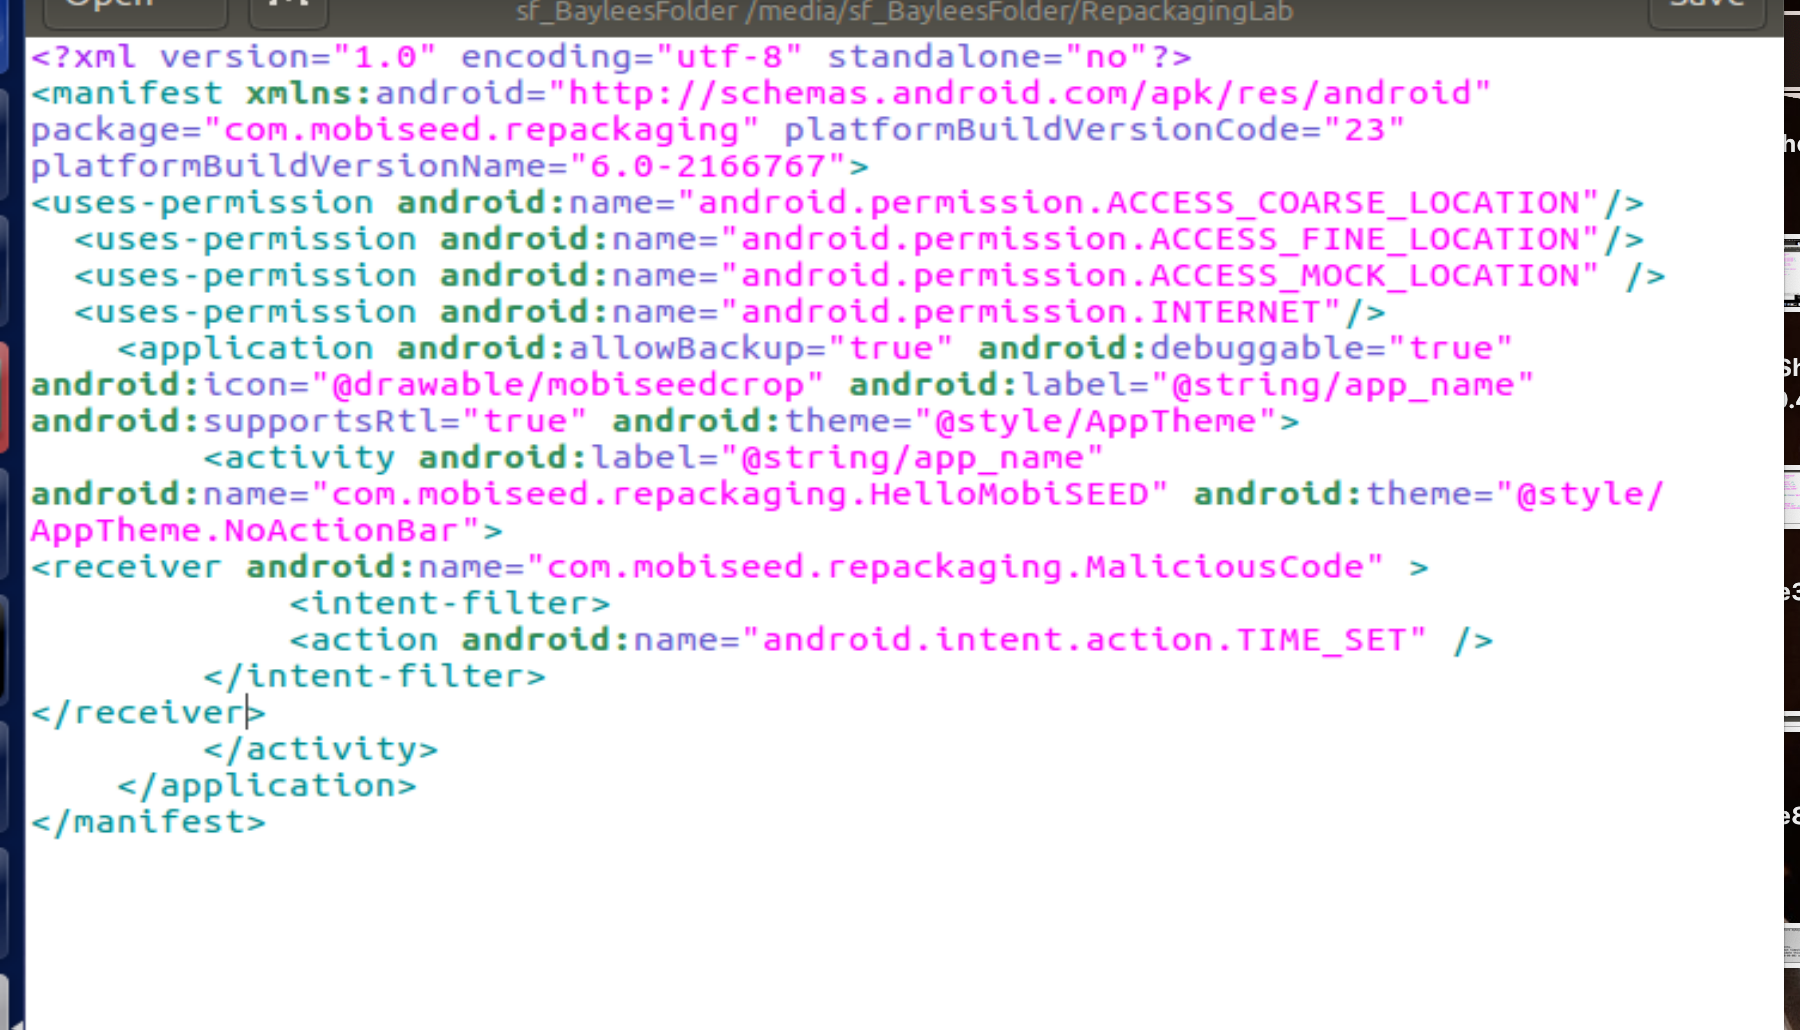 sf_BayleesFolder /media/sf_BayleesFolder/RepackagingLab
<?xml version="1.0" encoding="utf-8" standalone="no"?>
<manifest xmlns:android="http://schemas.android.com/apk/res/android"
package="com.mobiseed.repackaging" platformBuildVersionCode="23"
platformBuildVersionName="6.0-2166767">
<uses-permission android:name="android.permission.ACCESS_COARSE_LOCATION"/>
  <uses-permission android:name="android.permission.ACCESS_FINE_LOCATION"/>
  <uses-permission android:name="android.permission.ACCESS_MOCK_LOCATION" />
  <uses-permission android:name="android.permission.INTERNET"/>
    <application android:allowBackup="true" android:debuggable="true"
android:icon="@drawable/mobiseedcrop" android:label="@string/app_name"
android:supportsRtl="true" android:theme="@style/AppTheme">
        <activity android:label="@string/app_name"
android:name="com.mobiseed.repackaging.HelloMobiSEED" android:theme="@style/
AppTheme.NoActionBar">
<receiver android:name="com.mobiseed.repackaging.MaliciousCode" >
            <intent-filter>
            <action android:name="android.intent.action.TIME_SET" />
        </intent-filter>
</receiver>
        </activity>
    </application>
</manifest>